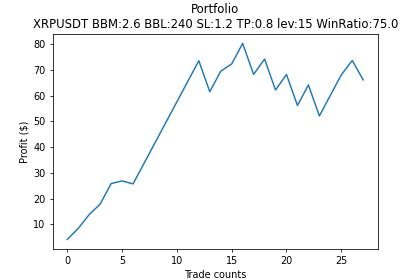 Portfolio
XRPUSDT BBM:2.6 BBL:240 SL:1.2 TP:0.8 lev:15 WinRatio:75.0
80
70
60
50
40
30
20
10
Profit ($)
0 5 10 15 20 25
Trade counts